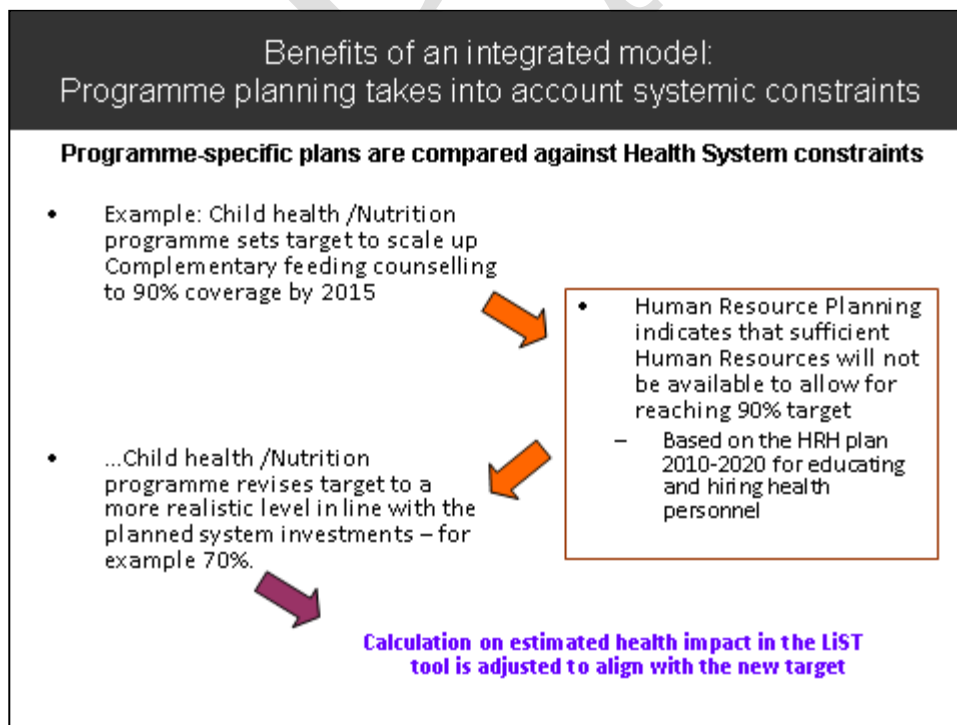 Benefits of an integrated model:
Programme planning takes into account systemic constraints
Programme-specific plans are compared against Health System constraints
• Example: Child health /Nutrition
programme sets target to scale up
Complementary feeding counselling
to 90% coverage by 2015
• Human Resource Planning
indicates that sufficient
Human Resources will not
be available to allow for
reaching 90% target
– Based on the HRH plan
2010-2020 for educating
and hiring health
personnel
• ...Child health /Nutrition
programme revises target to a
more realistic level in line with the
planned system investments – for
example 70%.
Calculation on estimated health impact in the LiST
tool is adjusted to align with the new target